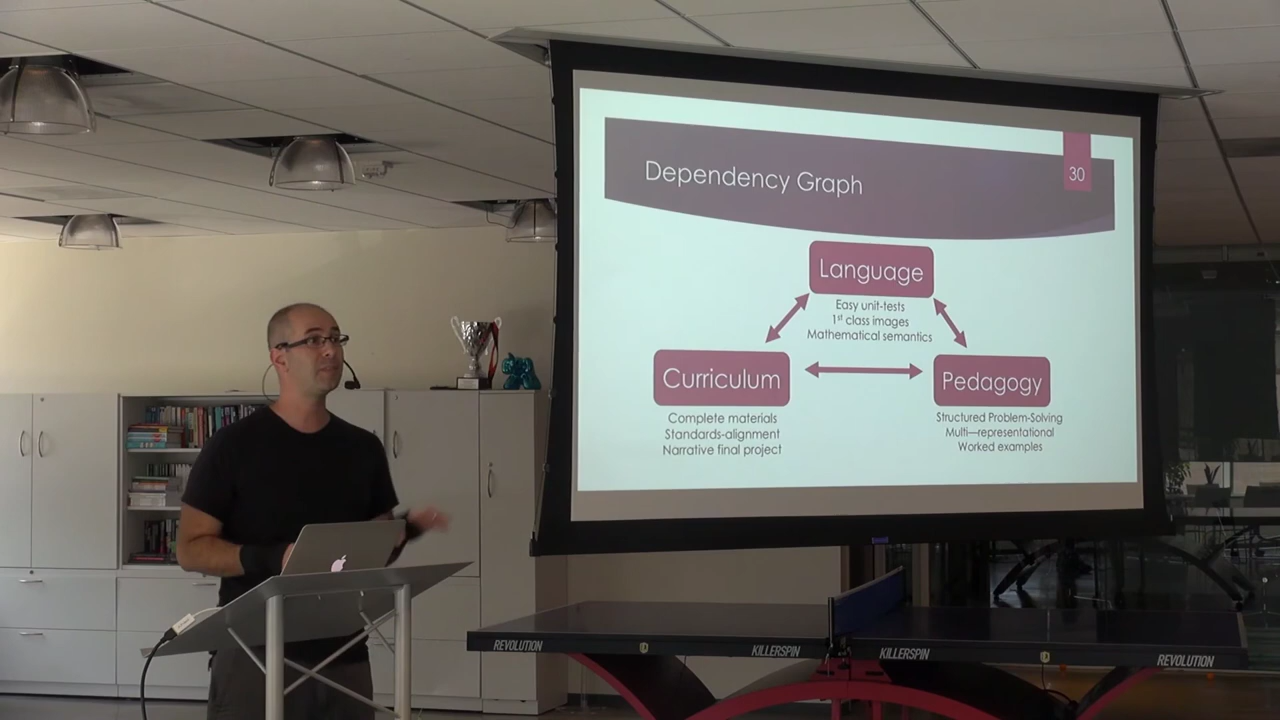 Dependency Graph
30
Language
Easy unit-tests
1st class images
Mathematical semantics
Curriculum
Complete materials
Standards-alignment
Narrative final project
Pedagogy
Structured Problem-Solving
Multi—representational
Worked examples
REVOLUTION
KILLERSPIN
KILLERSPIN
REVOLUTION